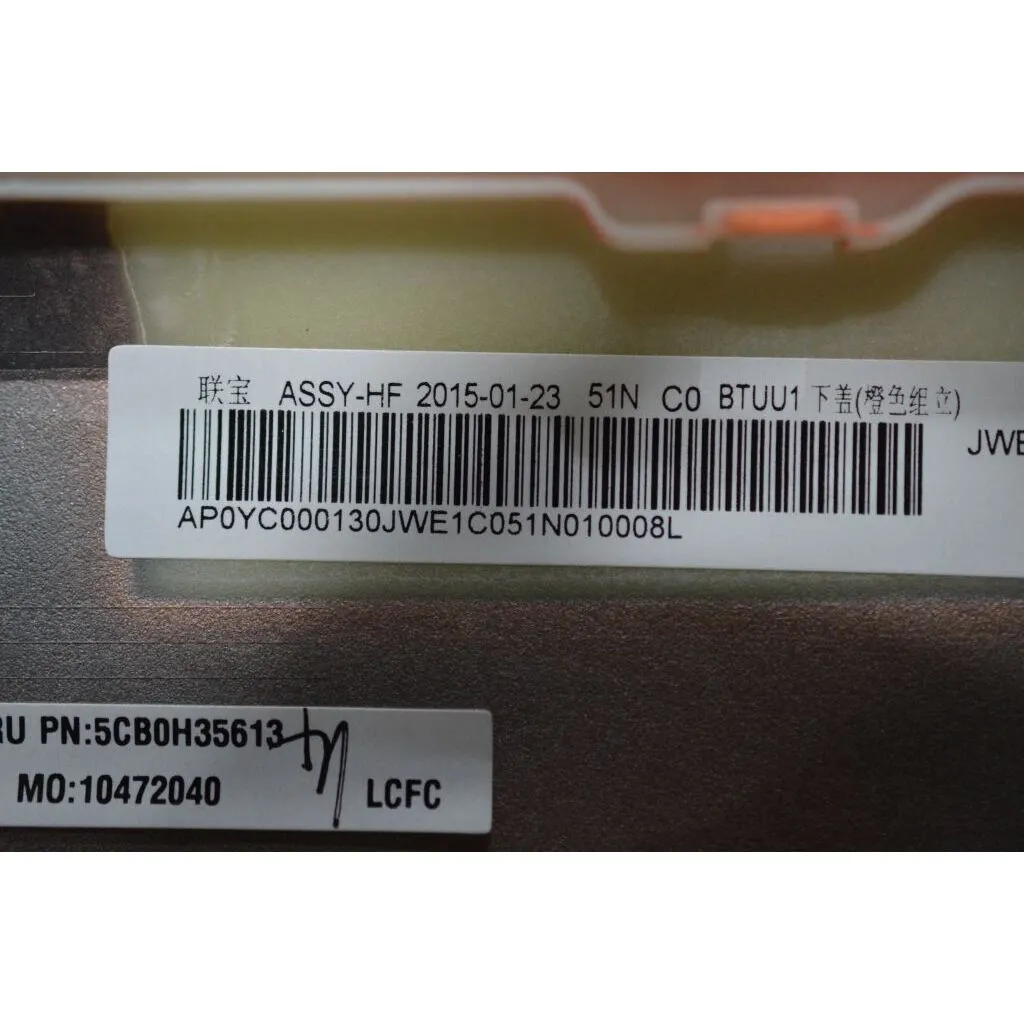 联宝 ASSY-HF 2015-01-23 51N C0 BTUU1 下盖(橙色组立)
JWE
AP0YC000130JWE1C051N010008L
RU PN:5CB0H35613
MO:10472040 LCFC